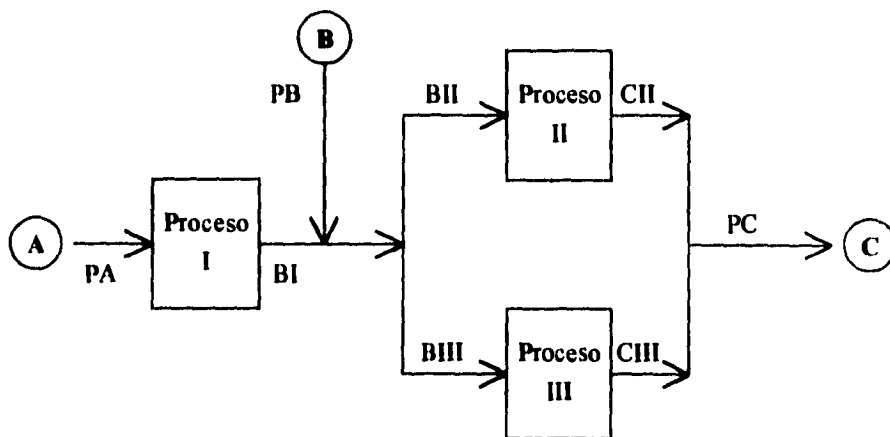 B
PB
BII
Proceso
II
CII
A
PA
Proceso
I
BI
PC
C
BIII
Proceso
III
CIII